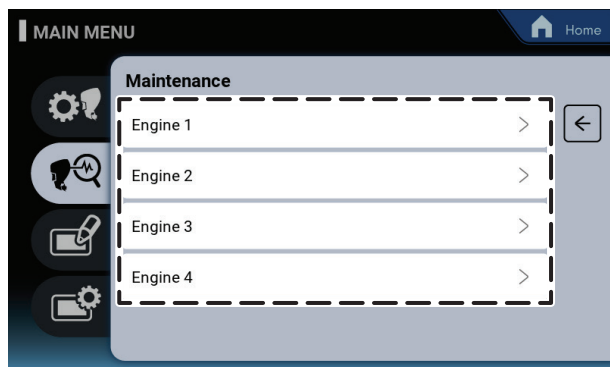 MAIN MENU
Home
Maintenance
Engine 1
Engine 2
Engine 3
Engine 4